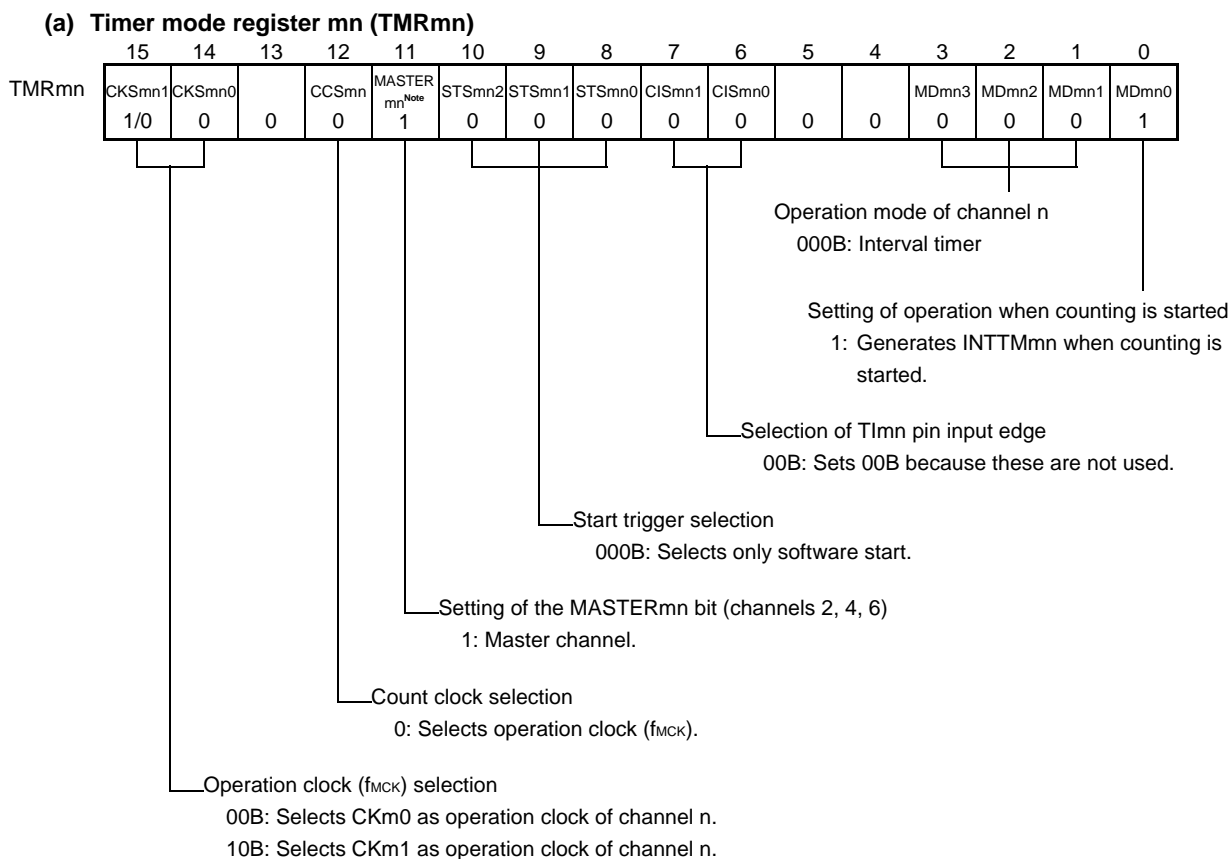 (a) Timer mode register mn (TMRmn)
15 14 13 12 11 10 9 8 7 6 5 4 3 2 1 0
TMRmn CKSmn1 CKSmn0 CCSmn MASTER mnNote STSmn2 STSmn1 STSmn0 CISmn1 CISmn0 MDmn3 MDmn2 MDmn1 MDmn0
1/0 0 0 0 1 0 0 0 0 0 0 0 0 0 0 1
Operation mode of channel n
000B: Interval timer
Setting of operation when counting is started
1: Generates INTTMmn when counting is
started.
Selection of TImn pin input edge
00B: Sets 00B because these are not used.
Start trigger selection
000B: Selects only software start.
Setting of the MASTERmn bit (channels 2, 4, 6)
1: Master channel.
Count clock selection
0: Selects operation clock (fMCK).
Operation clock (fMCK) selection
00B: Selects CKm0 as operation clock of channel n.
10B: Selects CKm1 as operation clock of channel n.